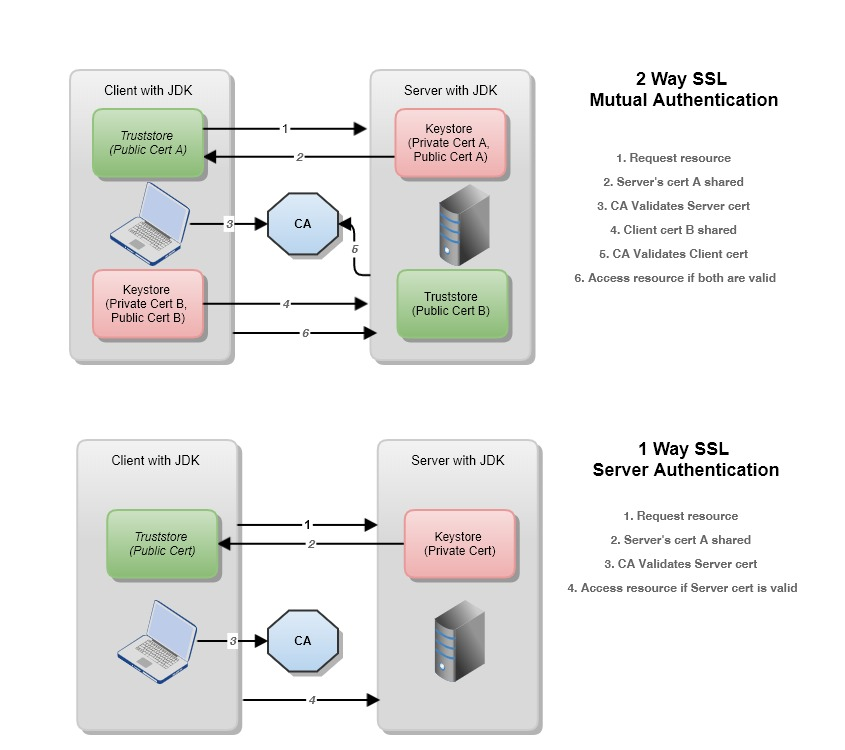 Client with JDK
Truststore
(Public Cert A)
Keystore
(Private Cert B,
Public Cert B)
1
2
3
CA
5
4
6
Server with JDK
Keystore
(Private Cert A,
Public Cert A)
Truststore
(Public Cert B)
2 Way SSL
Mutual Authentication
1. Request resource
2. Server's cert A shared
3. CA Validates Server cert
4. Client cert B shared
5. CA Validates Client cert
6. Access resource if both are valid
Client with JDK
Truststore
(Public Cert)
1
2
3
CA
4
Server with JDK
Keystore
(Private Cert)
1 Way SSL
Server Authentication
1. Request resource
2. Server's cert A shared
3. CA Validates Server cert
4. Access resource if Server cert is valid